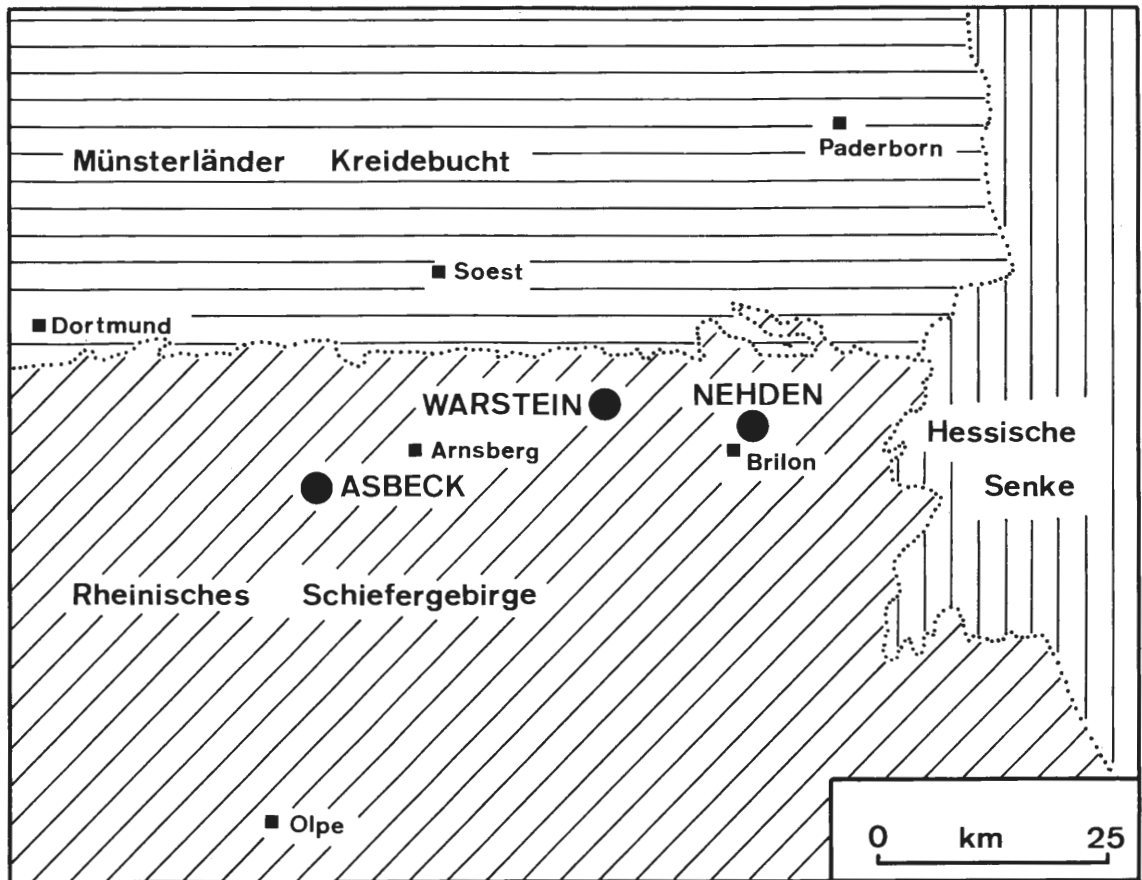 Paderborn
Münsterländer Kreidebucht
Soest
Dortmund
NEHDEN
WARSTEIN
Hessische
Arnsberg
Brilon
ASBECK
Senke
Rheinisches Schiefergebirge
Olpe
0 km 25